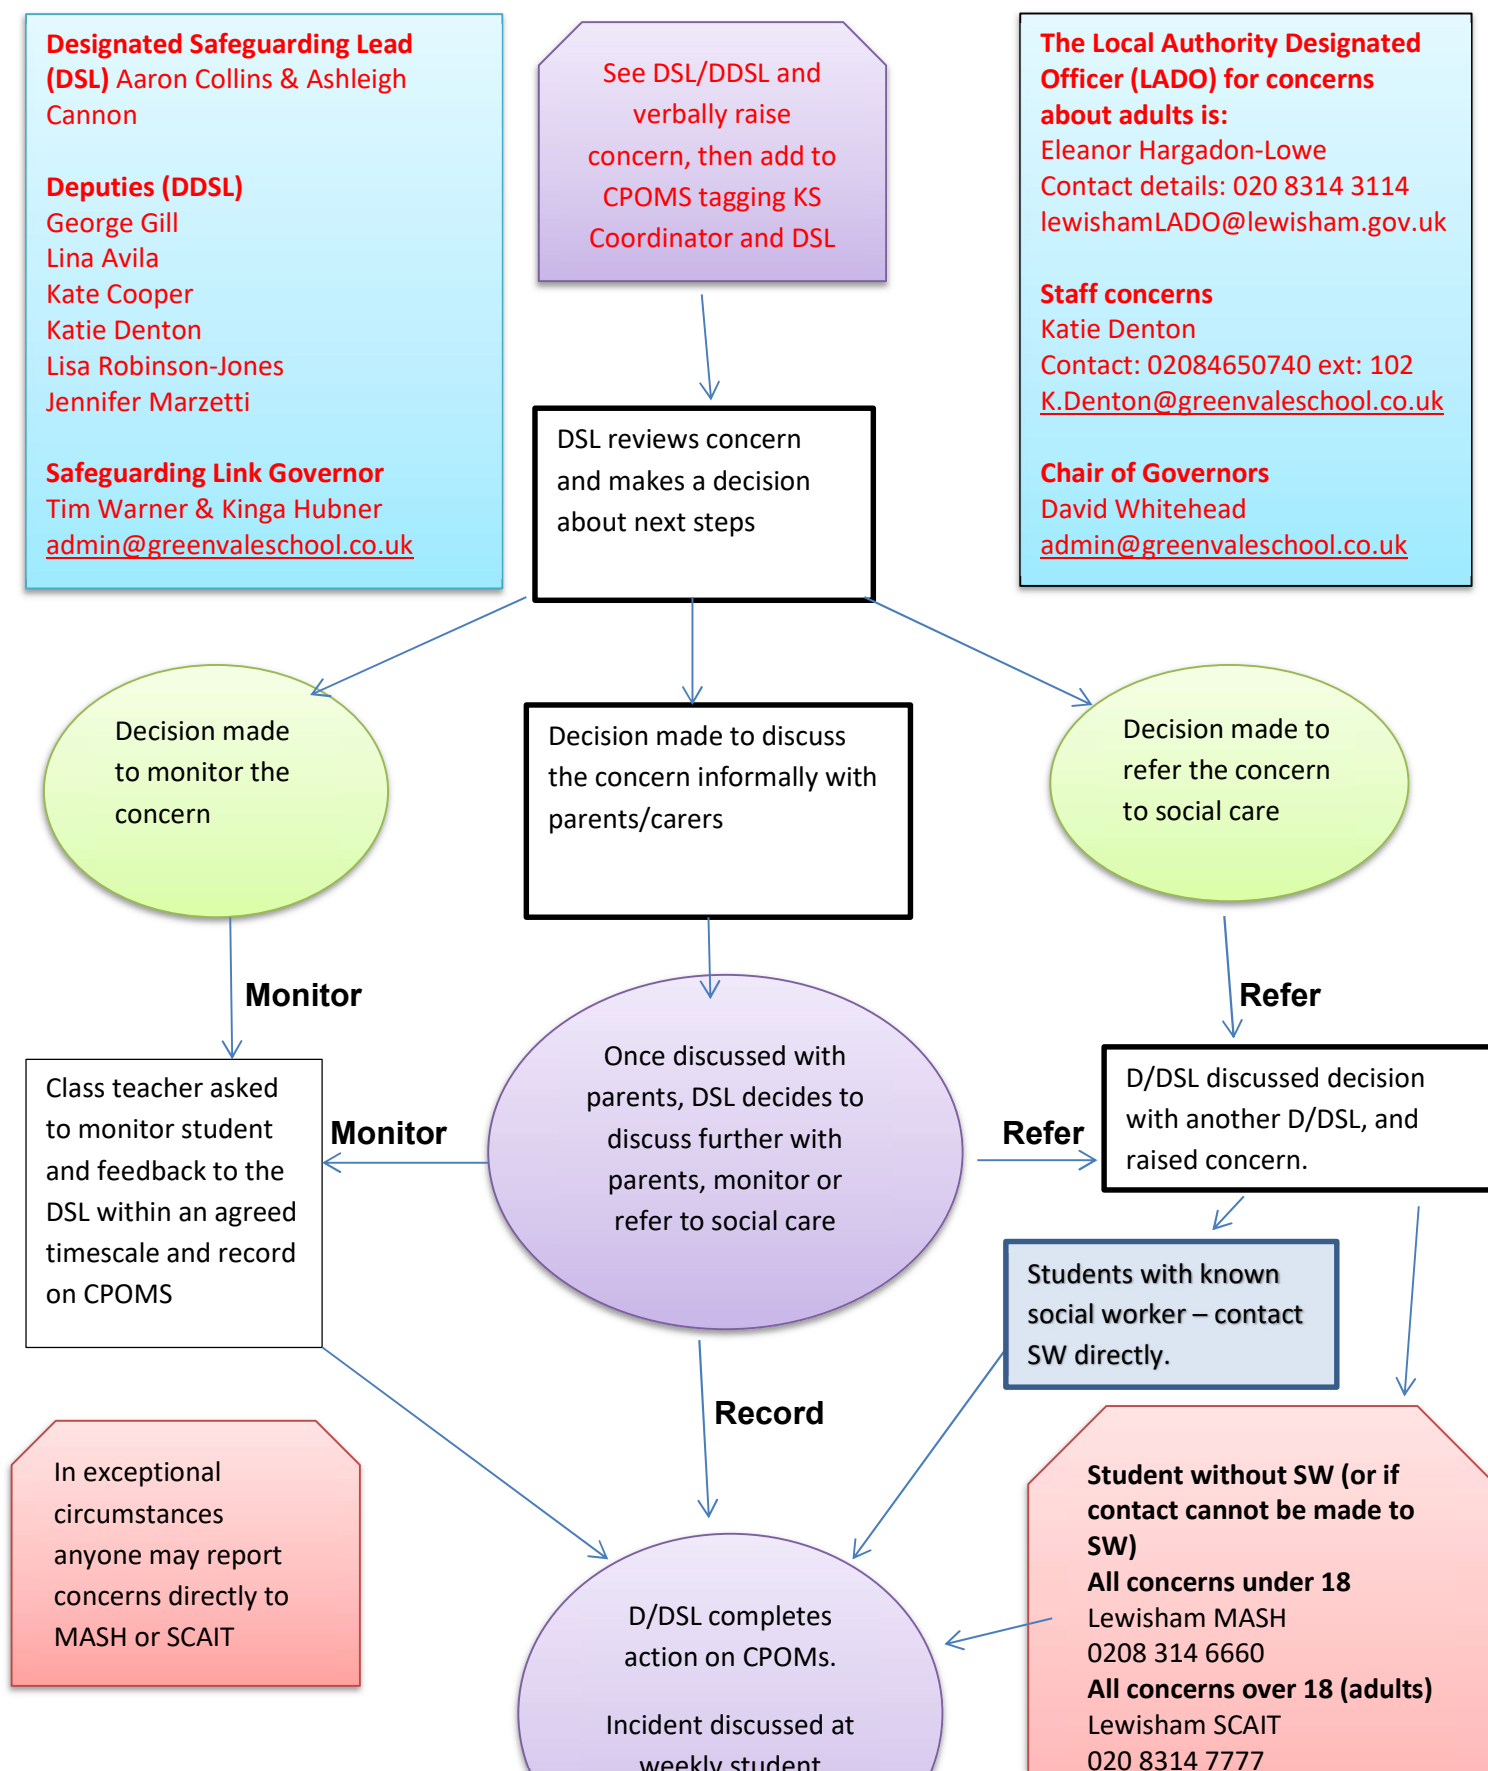 Designated Safeguarding Lead
(DSL) Aaron Collins & Ashleigh
Cannon
Deputies (DDSL)
George Gill
Lina Avila
Kate Cooper
Katie Denton
Lisa Robinson-Jones
Jennifer Marzetti
Safeguarding Link Governor
Tim Warner & Kinga Hubner
admin@greenvaleschool.co.uk
See DSL/DDSL and
verbally raise
concern, then add to
CPOMS tagging KS
Coordinator and DSL
The Local Authority Designated
Officer (LADO) for concerns
about adults is:
Eleanor Hargadon-Lowe
Contact details: 020 8314 3114
lewishamLADO@lewisham.gov.uk
Staff concerns
Katie Denton
Contact: 02084650740 ext: 102
K.Denton@greenvaleschool.co.uk
Chair of Governors
David Whitehead
admin@greenvaleschool.co.uk
DSL reviews concern
and makes a decision
about next steps
Decision made
to monitor the
concern
Decision made to discuss
the concern informally with
parents/carers
Decision made to
refer the concern
to social care
Monitor
Refer
Class teacher asked
to monitor student
and feedback to the
DSL within an agreed
timescale and record
on CPOMS
Monitor
Once discussed with
parents, DSL decides to
discuss further with
parents, monitor or
refer to social care
Refer
D/DSL discussed decision
with another D/DSL, and
raised concern.
Students with known
social worker – contact
SW directly.
Record
In exceptional
circumstances
anyone may report
concerns directly to
MASH or SCAIT
D/DSL completes
action on CPOMs.
Incident discussed at
weekly student
Student without SW (or if
contact cannot be made to
SW)
All concerns under 18
Lewisham MASH
0208 314 6660
All concerns over 18 (adults)
Lewisham SCAIT
020 8314 7777